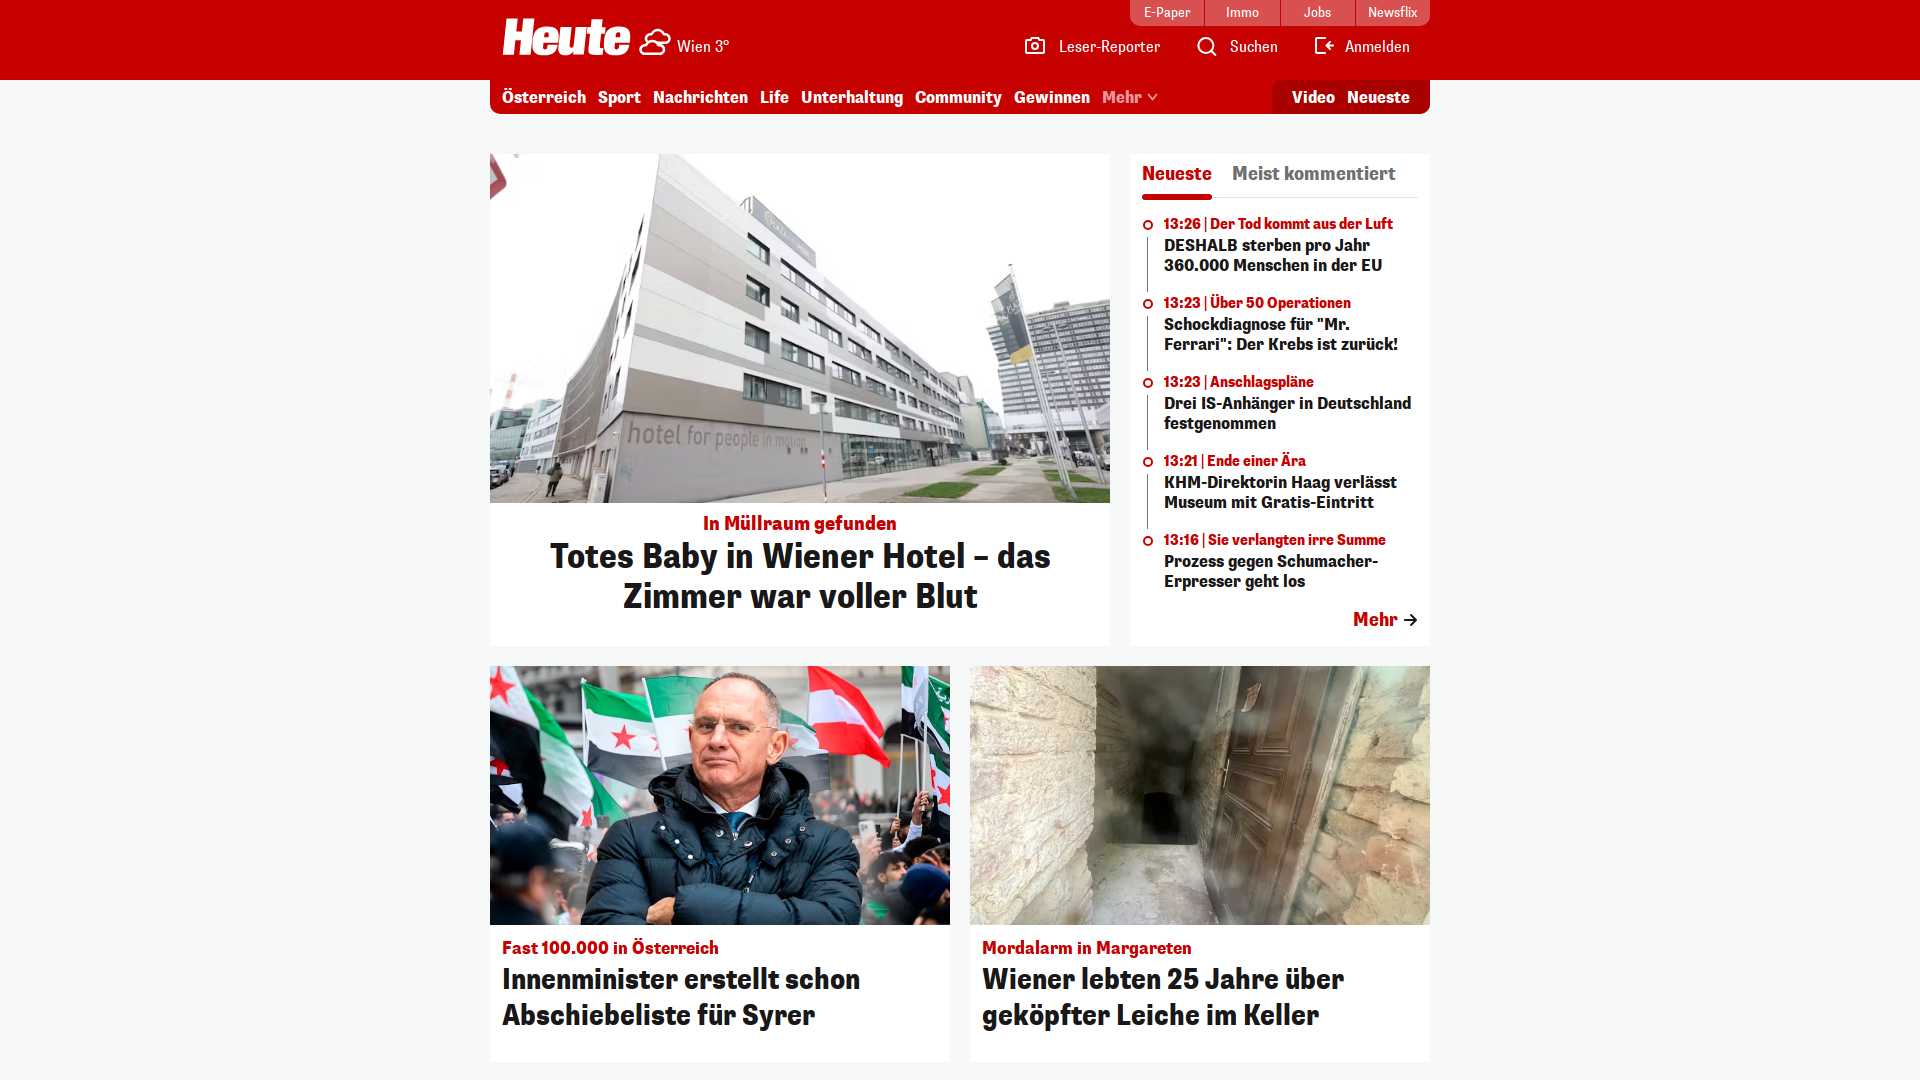 E-Paper
Immo
Jobs
Newsflix
Heute
Wien 3°
Leser-Reporter
Suchen
Anmelden
Österreich
Sport
Nachrichten
Life
Unterhaltung
Community
Gewinnen
Mehr
Video
Neueste
hotel for people in motion
In Müllraum gefunden
Totes Baby in Wiener Hotel – das
Zimmer war voller Blut
Neueste
Meist kommentiert
13:26 | Der Tod kommt aus der Luft
DESHALB sterben pro Jahr
360.000 Menschen in der EU
13:23 | Über 50 Operationen
Schockdiagnose für "Mr.
Ferrari": Der Krebs ist zurück!
13:23 | Anschlagspläne
Drei IS-Anhänger in Deutschland
festgenommen
13:21 | Ende einer Ära
KHM-Direktorin Haag verlässt
Museum mit Gratis-Eintritt
13:16 | Sie verlangten irre Summe
Prozess gegen Schumacher-
Erpresser geht los
Mehr
Fast 100.000 in Österreich
Innenminister erstellt schon
Abschiebeliste für Syrer
Mordalarm in Margareten
Wiener lebten 25 Jahre über
geköpfter Leiche im Keller